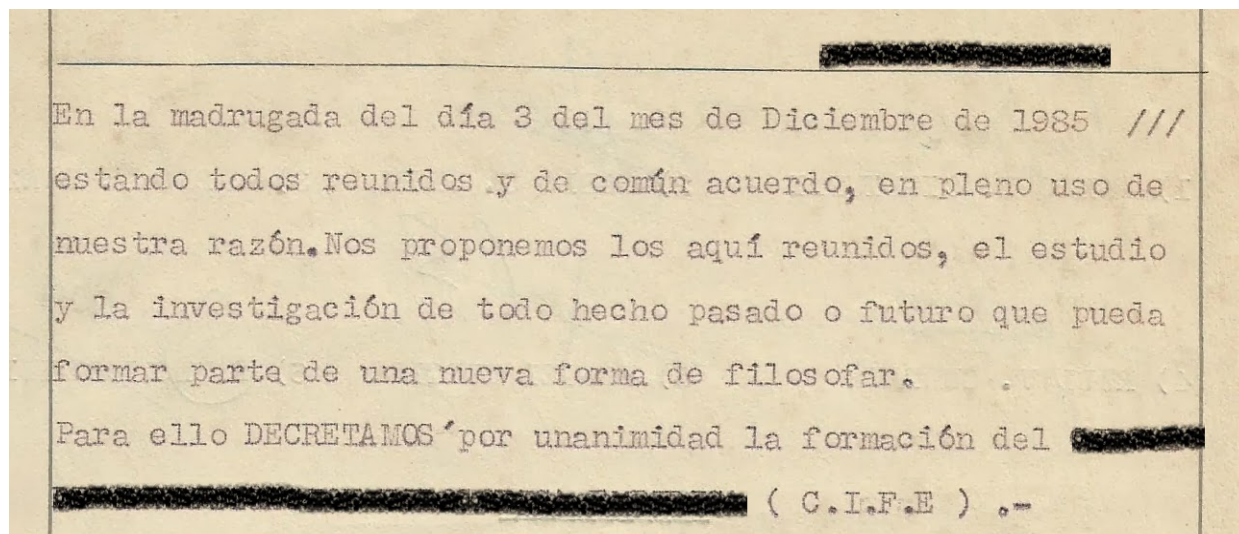 En la madrugada del día 3 del mes de Diciembre de 1985 ///
estando todos reunidos y de común acuerdo, en pleno uso de
nuestra razón.Nos proponemos los aquí reunidos, el estudio
y la investigación de todo hecho pasado o futuro que pueda
formar parte de una nueva forma de filosofar.
Para ello DECRETAMOS ´por unanimidad la formación del
( C.I.F.E ) .-